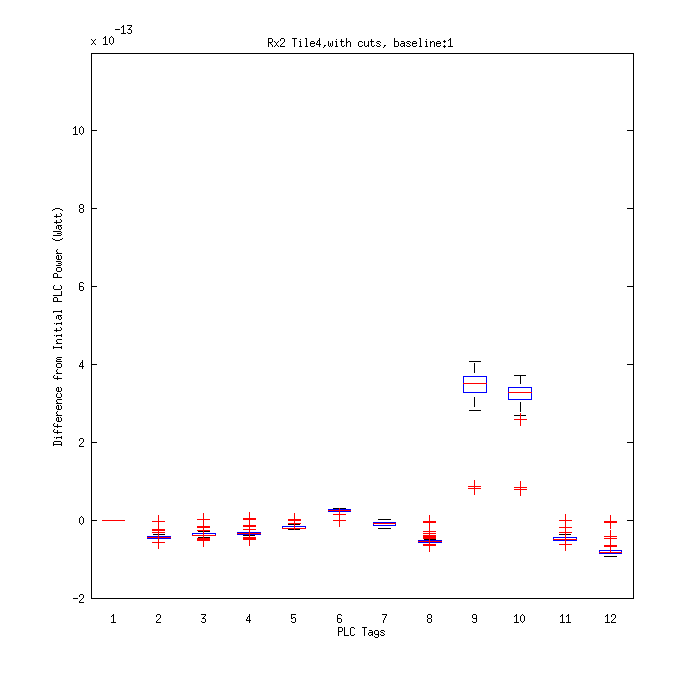 x 10^-13
Rx2 Tile4,with cuts, baseline:1
10
8
6
4
2
0
-2
Difference from Initial PLC Power (Watt)
1 2 3 4 5 6 7 8 9 10 11 12
PLC Tags